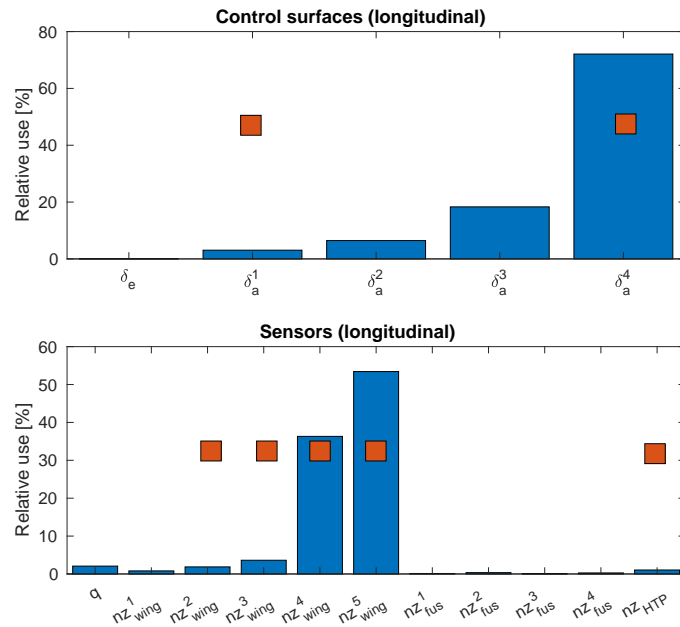 Control surfaces (longitudinal)
Relative use [%]
80
60
40
20
0
δe δa1 δa2 δa3 δa4
Sensors (longitudinal)
Relative use [%]
60
50
40
30
20
10
0
q nz1wing nz2wing nz3wing nz4wing nz5wing nz1fus nz2fus nz3fus nz4fus nzHTP